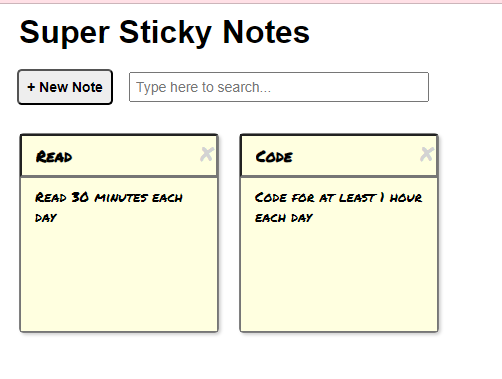 Super Sticky Notes
+ New Note
Type here to search...
Read
Read 30 minutes each
day
Code
Code for at least 1 hour
each day